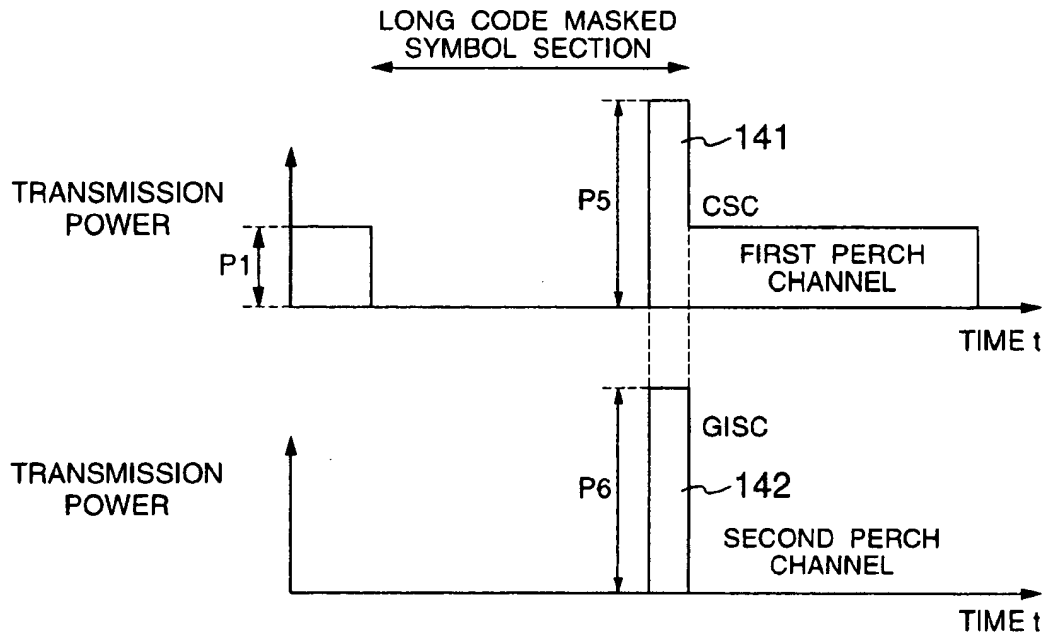 LONG CODE MASKED
SYMBOL SECTION
141
TRANSMISSION
POWER
P5
CSC
P1
FIRST PERCH
CHANNEL
TIME t
GISC
TRANSMISSION
POWER
P6
142
SECOND PERCH
CHANNEL
TIME t